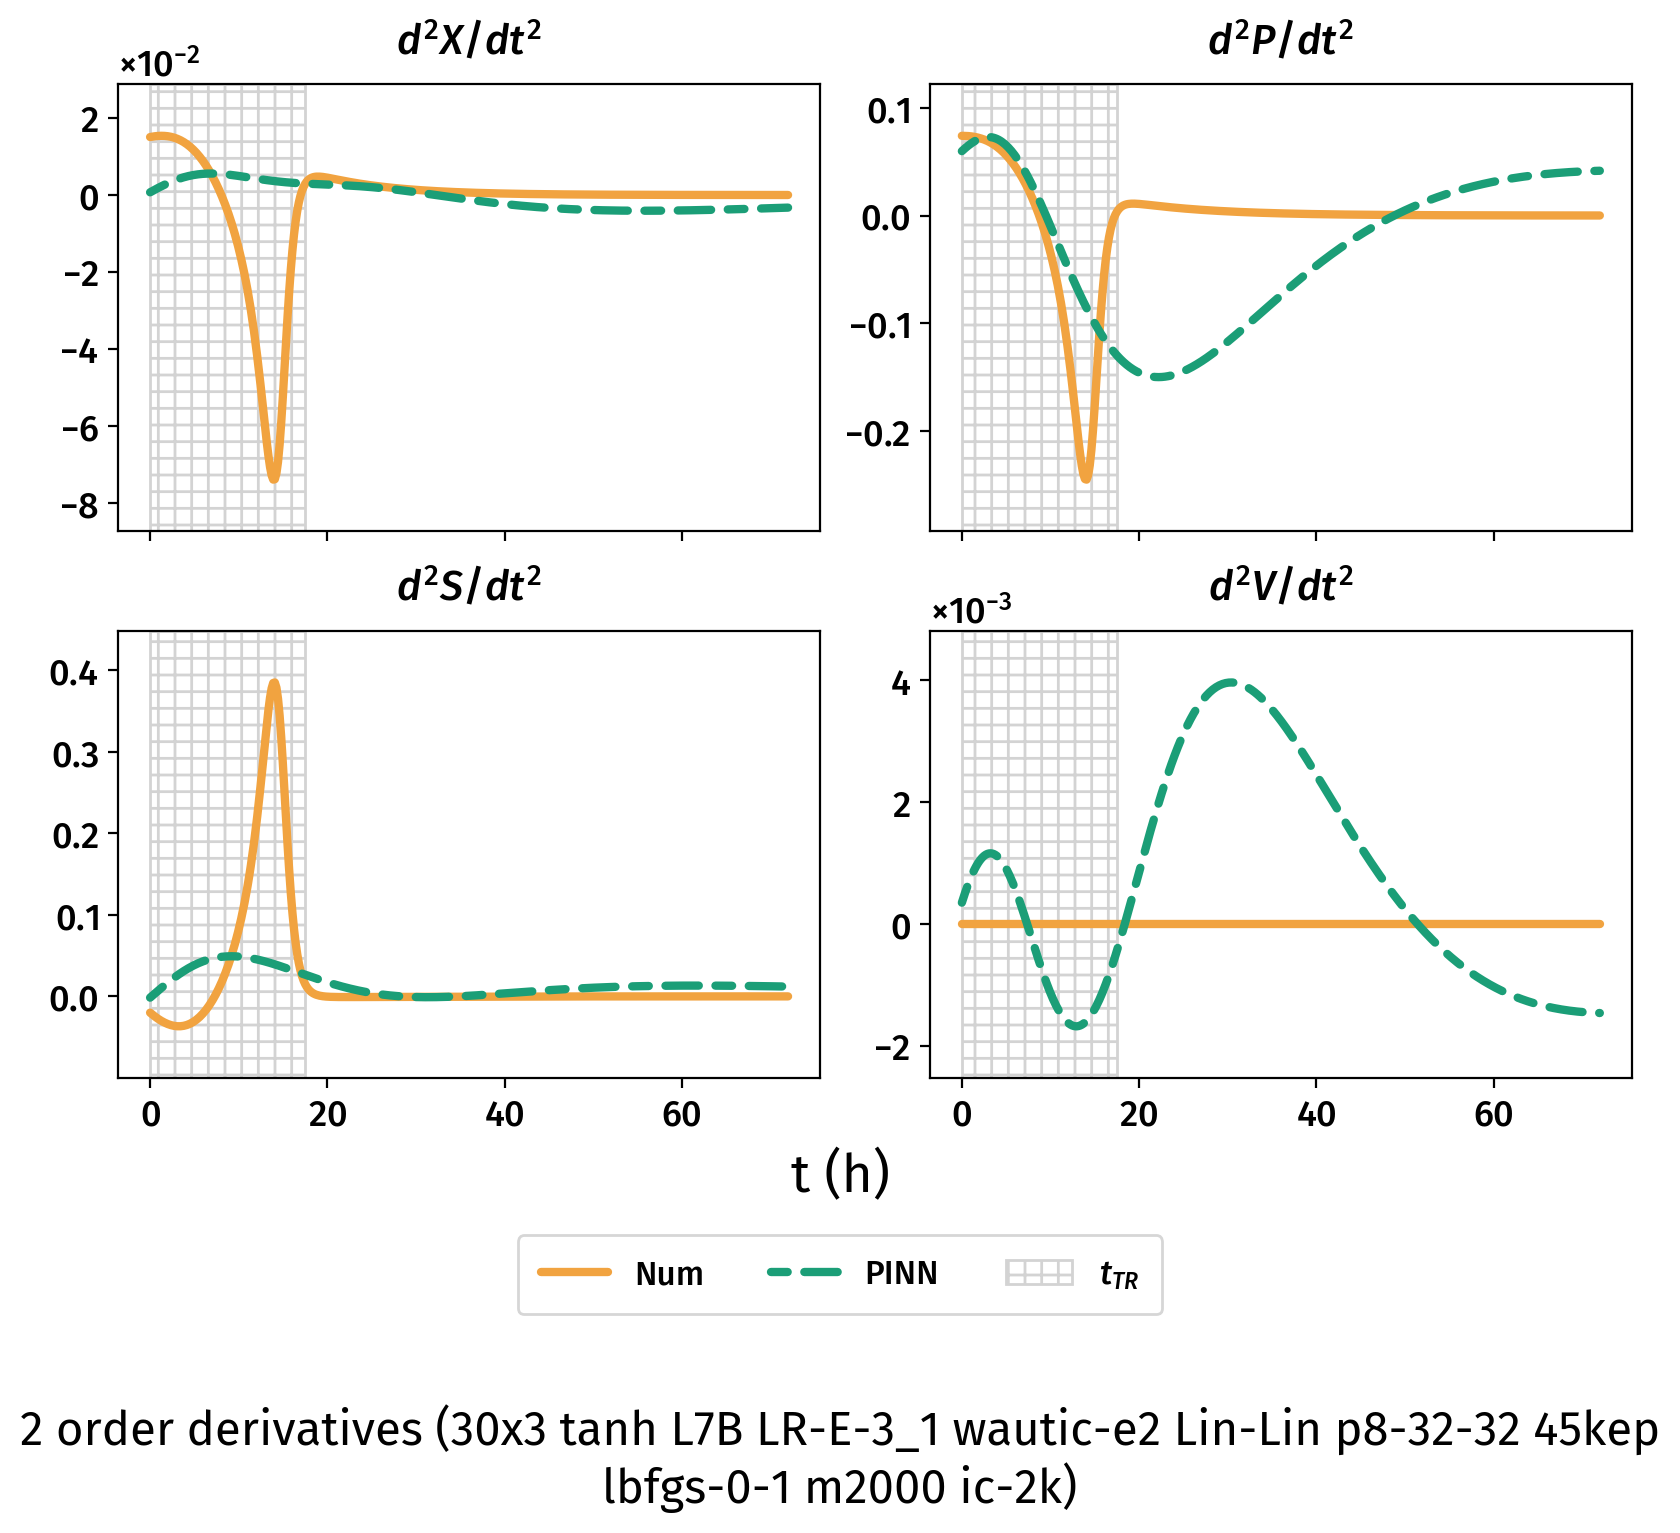 d²X/dt²
×10⁻²
2
0
−2
−4
−6
−8
d²P/dt²
0.1
0.0
−0.1
−0.2
d²S/dt²
0.4
0.3
0.2
0.1
0.0
0 20 40 60
d²V/dt²
×10⁻³
4
2
0
−2
0 20 40 60
t (h)
Num PINN t_TR
2 order derivatives (30x3 tanh L7B LR-E-3_1 wautic-e2 Lin-Lin p8-32-32 45kep
lbfgs-0-1 m2000 ic-2k)